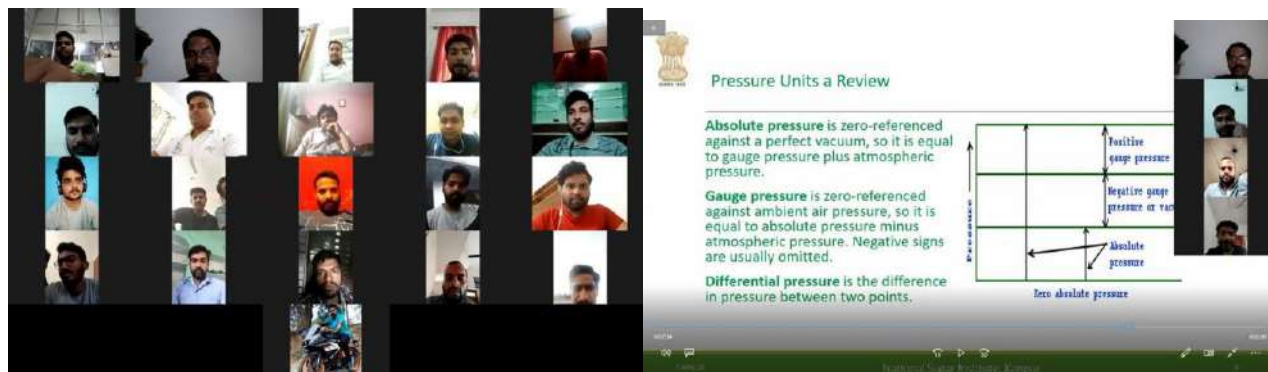 Pressure Units a Review
Absolute pressure is zero-referenced
against a perfect vacuum, so it is equal
to gauge pressure plus atmospheric
pressure.
Gauge pressure is zero-referenced
against ambient air pressure, so it is
equal to absolute pressure minus
atmospheric pressure. Negative signs
are usually omitted.
Differential pressure is the difference
in pressure between two points.
Pressure
Positive
gauge pressure
Negative gauge
pressure or vacu
Absolute
pressure
Zero absolute pressure
National Sugar Institute, Kanpur